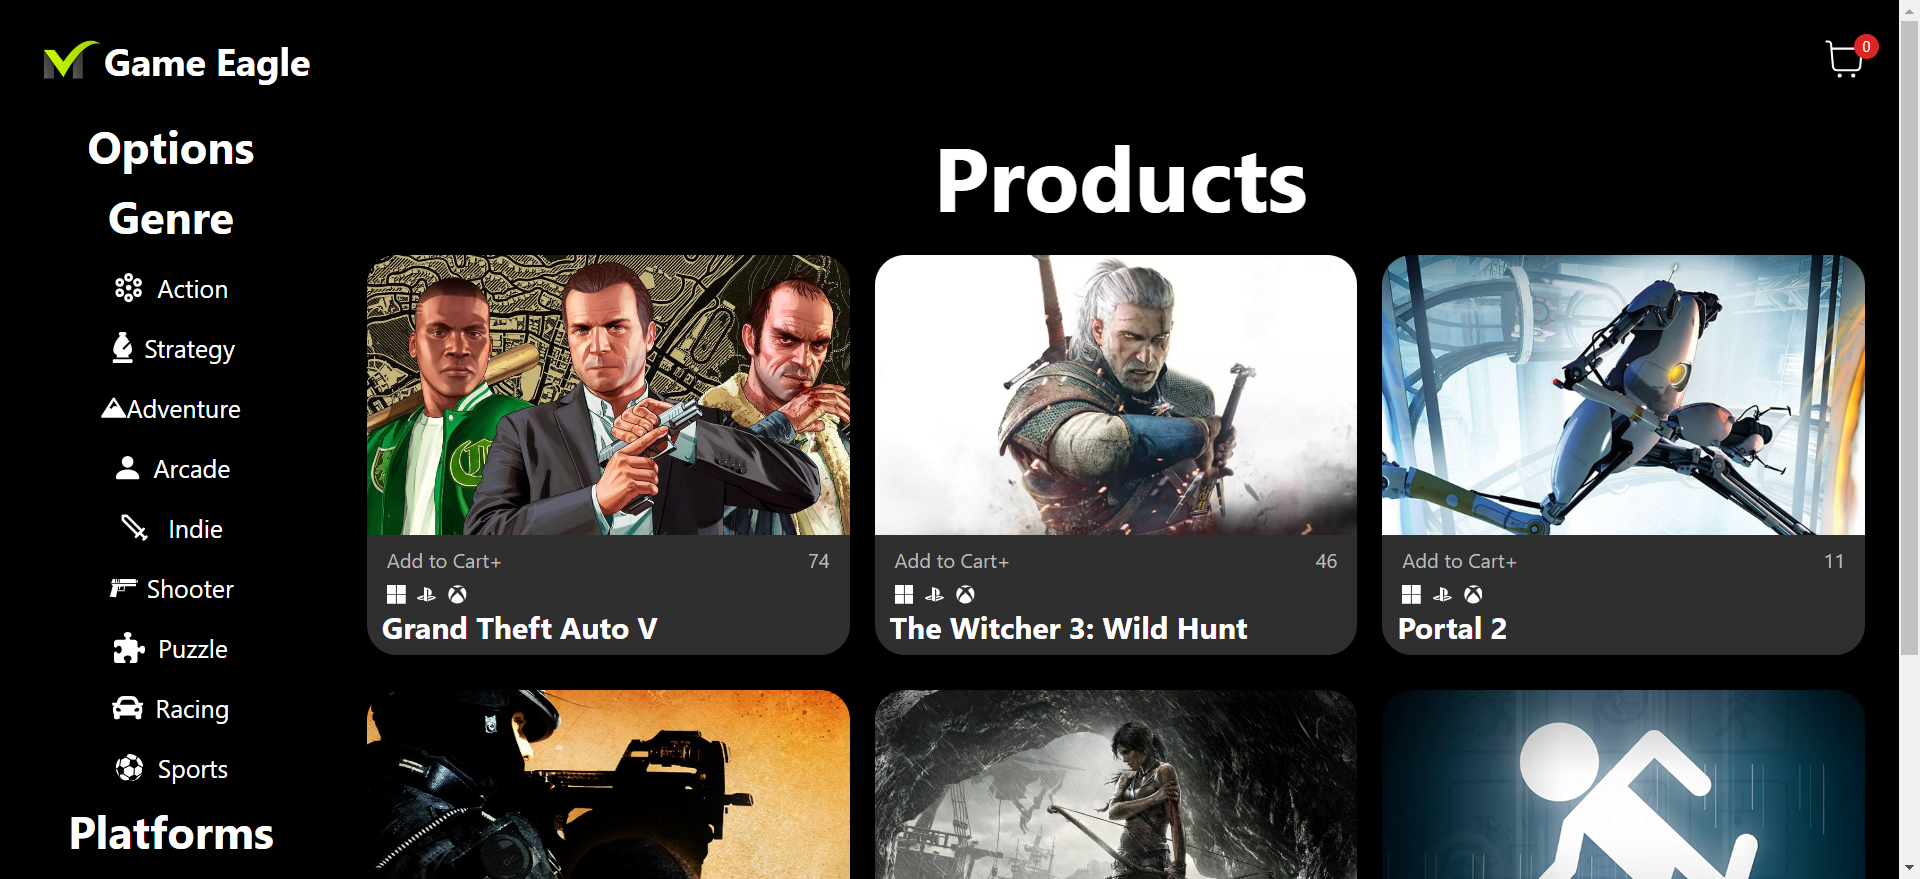 Game Eagle
0
Options
Genre
Action
Strategy
Adventure
Arcade
Indie
Shooter
Puzzle
Racing
Sports
Platforms
Products
Add to Cart+ 74
Grand Theft Auto V
Add to Cart+ 46
The Witcher 3: Wild Hunt
Add to Cart+ 11
Portal 2